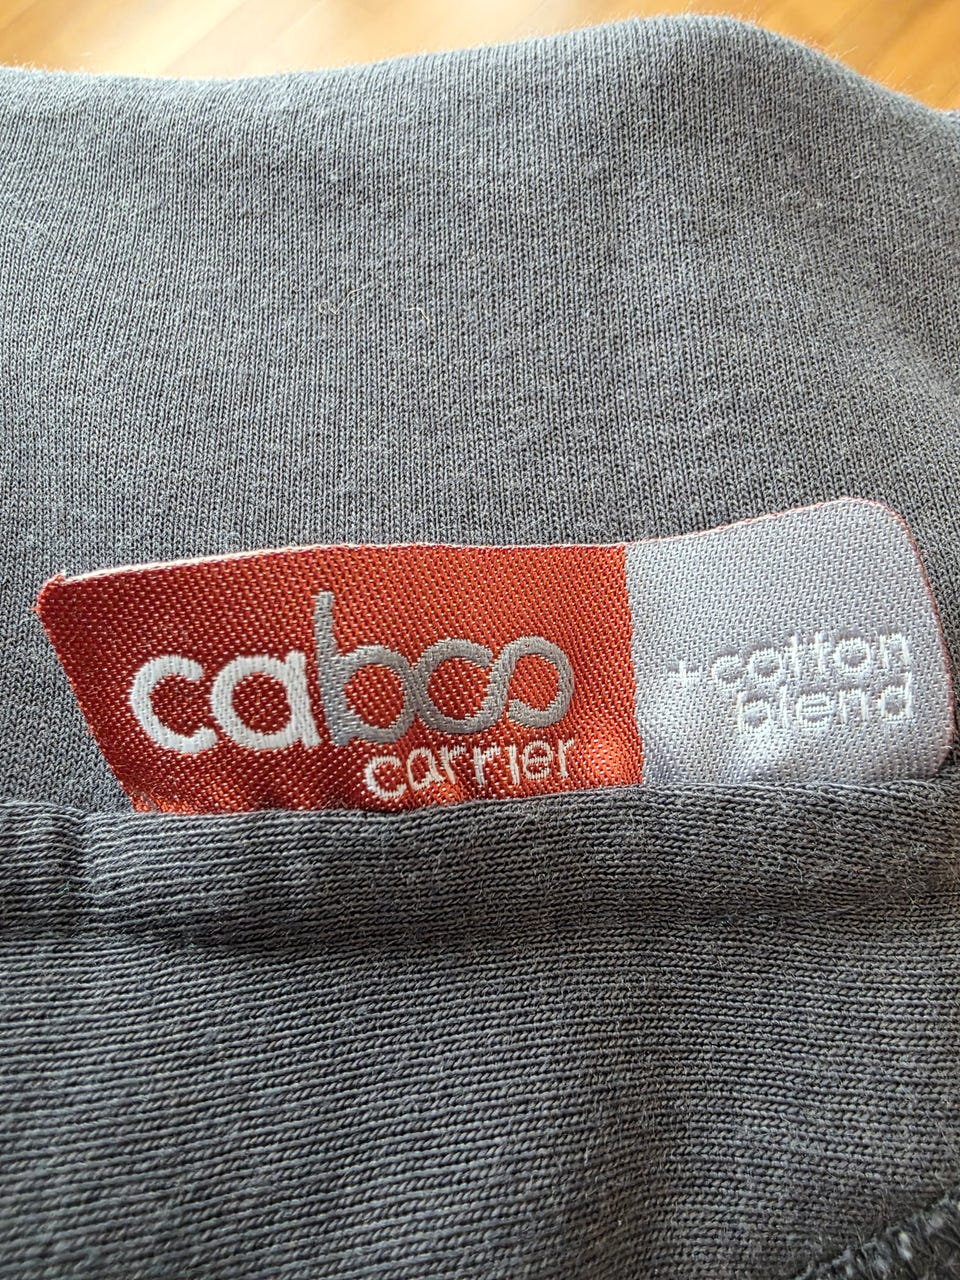 caboo
carrier
+cotton
blend